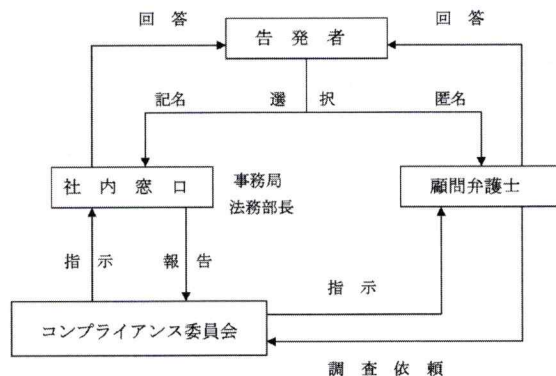 回答
回答
告発者
記名
選択
匿名
社内窓口
事務局
法務部長
顧問弁護士
指示
報告
指示
コンプライアンス委員会
調査依頼